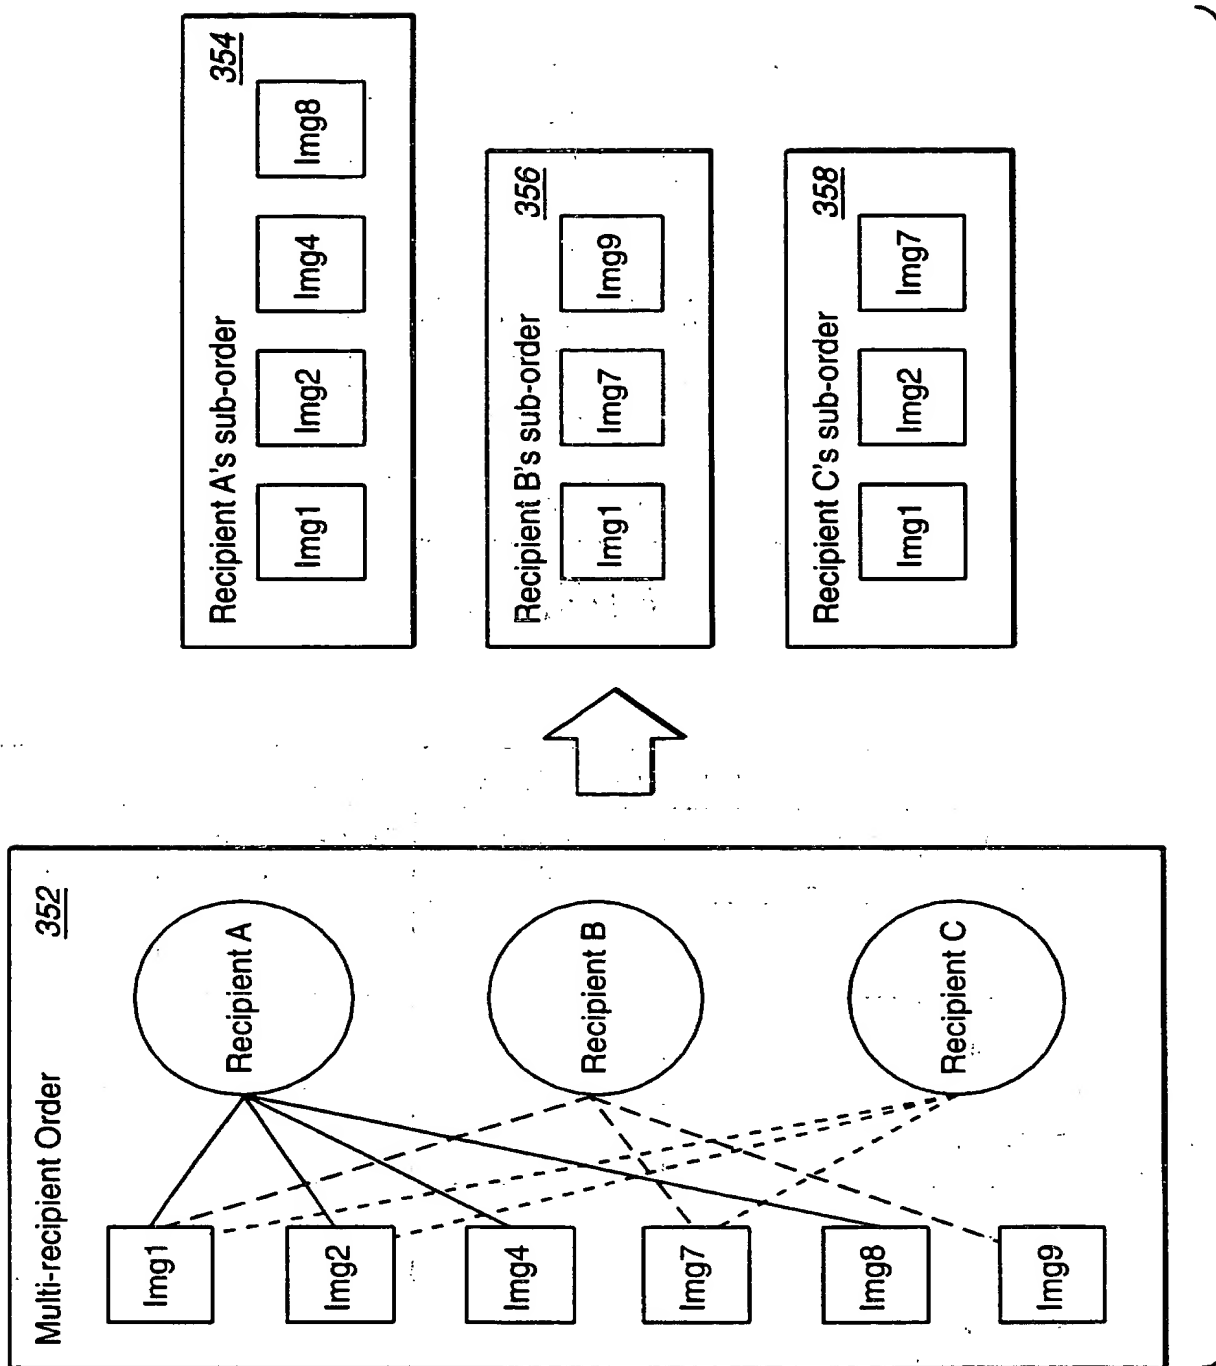 Multi-recipient Order
352
Img1
Img2
Img4
Img7
Img8
Img9
Recipient A
Recipient B
Recipient C
Recipient A's sub-order
354
Img1
Img2
Img4
Img8
Recipient B's sub-order
356
Img1
Img7
Img9
Recipient C's sub-order
358
Img1
Img2
Img7